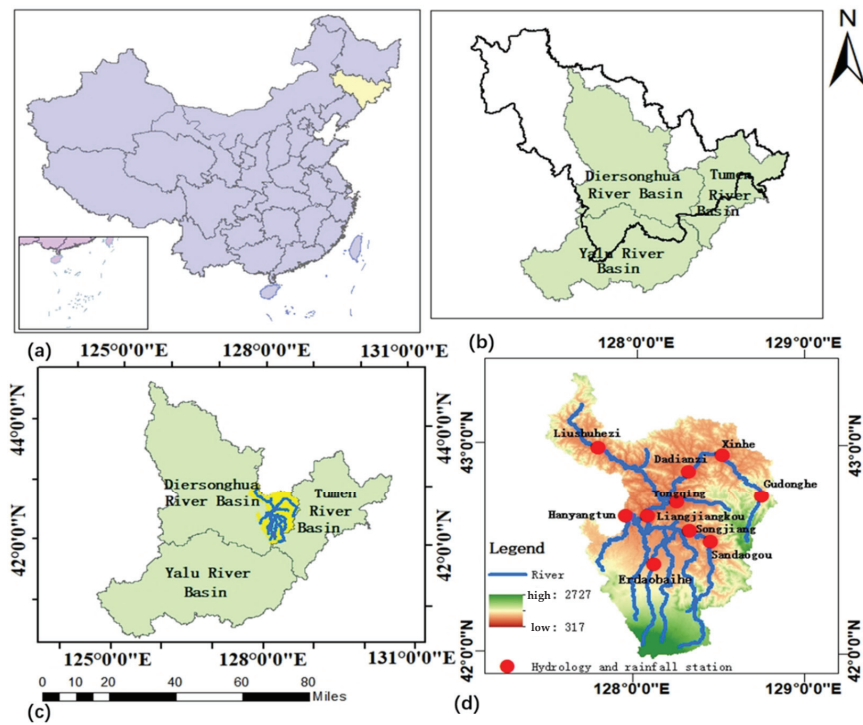 N
Diersonghua
River Basin
Tumen
River
Basin
Yalu River
Basin
(a)
(b)
125°0'0"E
128°0'0"E
131°0'0"E
44°0'0"N
42°0'0"N
44°0'0"N
42°0'0"N
Diersonghua
River Basin
Tumen
River
Basin
Yalu River
Basin
125°0'0"E
128°0'0"E
131°0'0"E
0 10 20 40 60 80
Miles
(c)
128°0'0"E
129°0'0"E
43°0'0"N
42°0'0"N
43°0'0"N
42°0'0"N
Liushuhezi
Xinhe
Dadianzi
Gudonghe
Yongqing
Hanyangtun
Liangjiangkou
Songjiang
Sandaogou
Erdaobaihe
Legend
River
high: 2727
low: 317
Hydrology and rainfall station
128°0'0"E
129°0'0"E
(d)